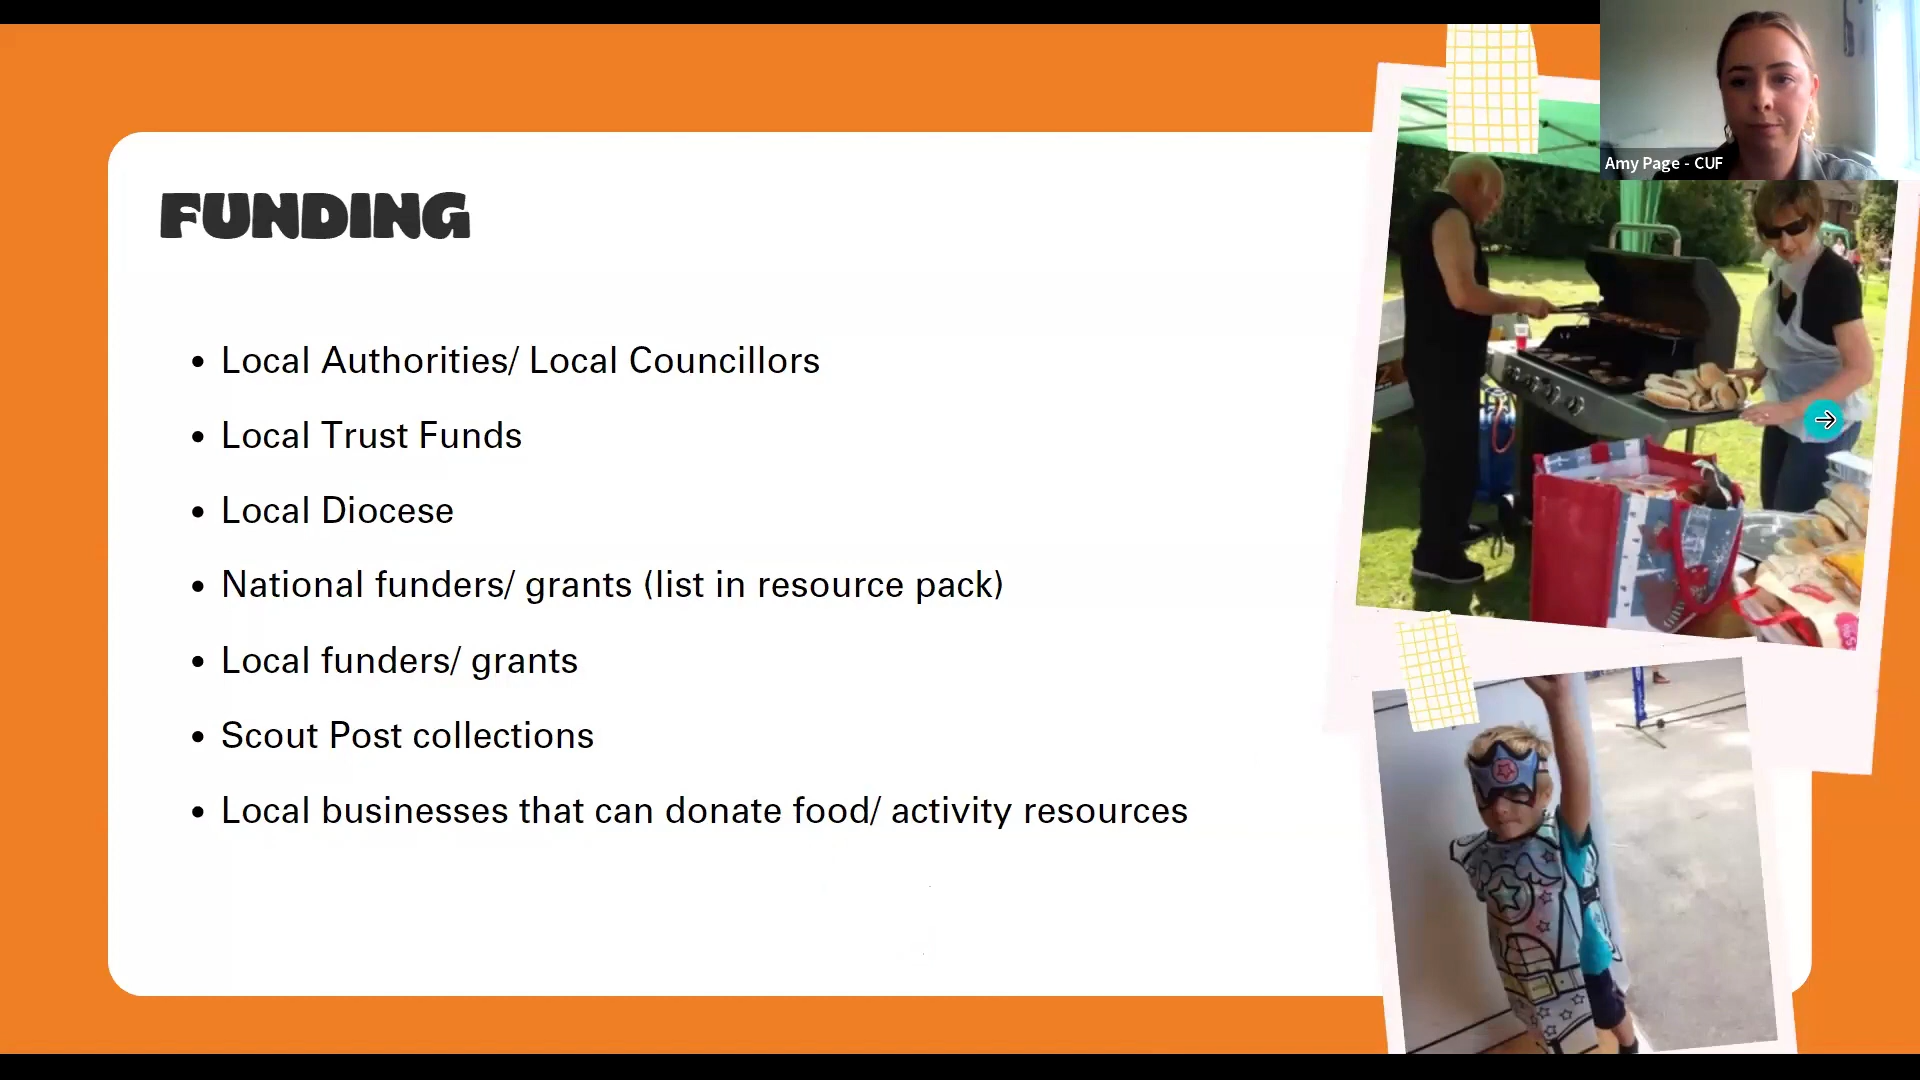 Amy Page - CUF
FUNDING
• Local Authorities/ Local Councillors
• Local Trust Funds
• Local Diocese
• National funders/ grants (list in resource pack)
• Local funders/ grants
• Scout Post collections
• Local businesses that can donate food/ activity resources